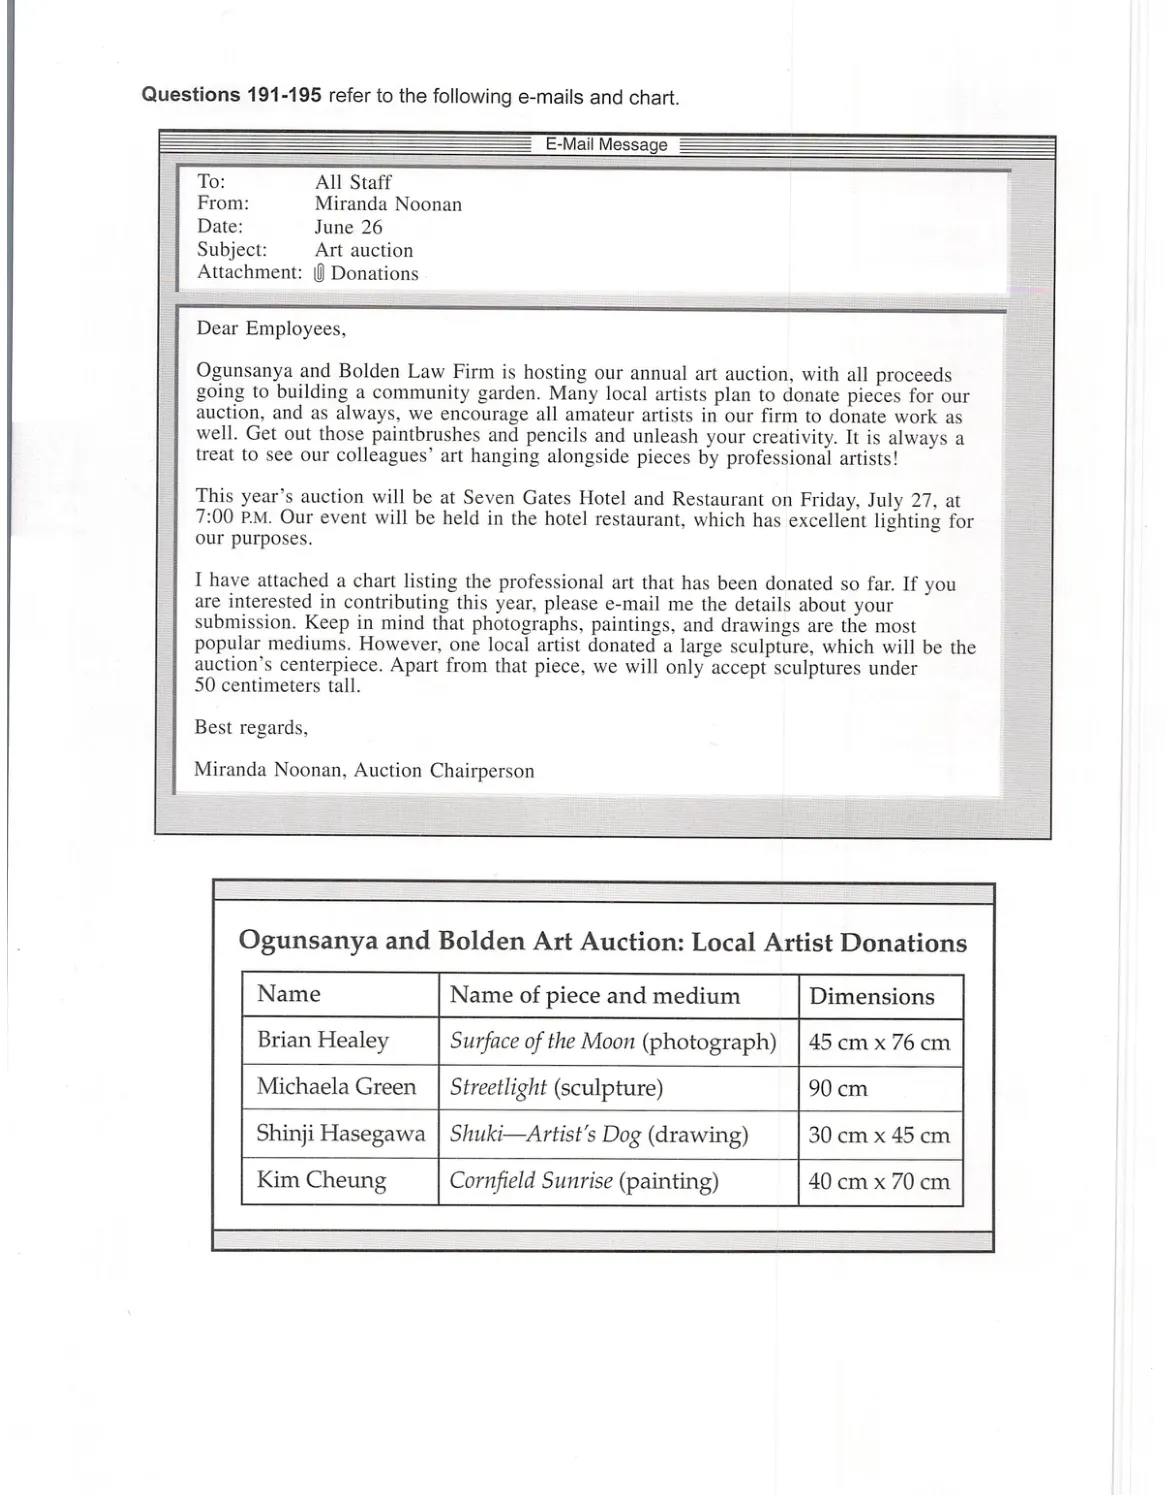 Questions 191-195 refer to the following e-mails and chart.
E-Mail Message
To: All Staff
From: Miranda Noonan
Date: June 26
Subject: Art auction
Attachment: Donations
Dear Employees,
Ogunsanya and Bolden Law Firm is hosting our annual art auction, with all proceeds
going to building a community garden. Many local artists plan to donate pieces for our
auction, and as always, we encourage all amateur artists in our firm to donate work as
well. Get out those paintbrushes and pencils and unleash your creativity. It is always a
treat to see our colleagues' art hanging alongside pieces by professional artists!
This year's auction will be at Seven Gates Hotel and Restaurant on Friday, July 27, at
7:00 P.M. Our event will be held in the hotel restaurant, which has excellent lighting for
our purposes.
I have attached a chart listing the professional art that has been donated so far. If you
are interested in contributing this year, please e-mail me the details about your
submission. Keep in mind that photographs, paintings, and drawings are the most
popular mediums. However, one local artist donated a large sculpture, which will be the
auction's centerpiece. Apart from that piece, we will only accept sculptures under
50 centimeters tall.
Best regards,
Miranda Noonan, Auction Chairperson
Ogunsanya and Bolden Art Auction: Local Artist Donations
Name Name of piece and medium Dimensions
Brian Healey Surface of the Moon (photograph) 45 cm x 76 cm
Michaela Green Streetlight (sculpture) 90 cm
Shinji Hasegawa Shuki—Artist's Dog (drawing) 30 cm x 45 cm
Kim Cheung Cornfield Sunrise (painting) 40 cm x 70 cm